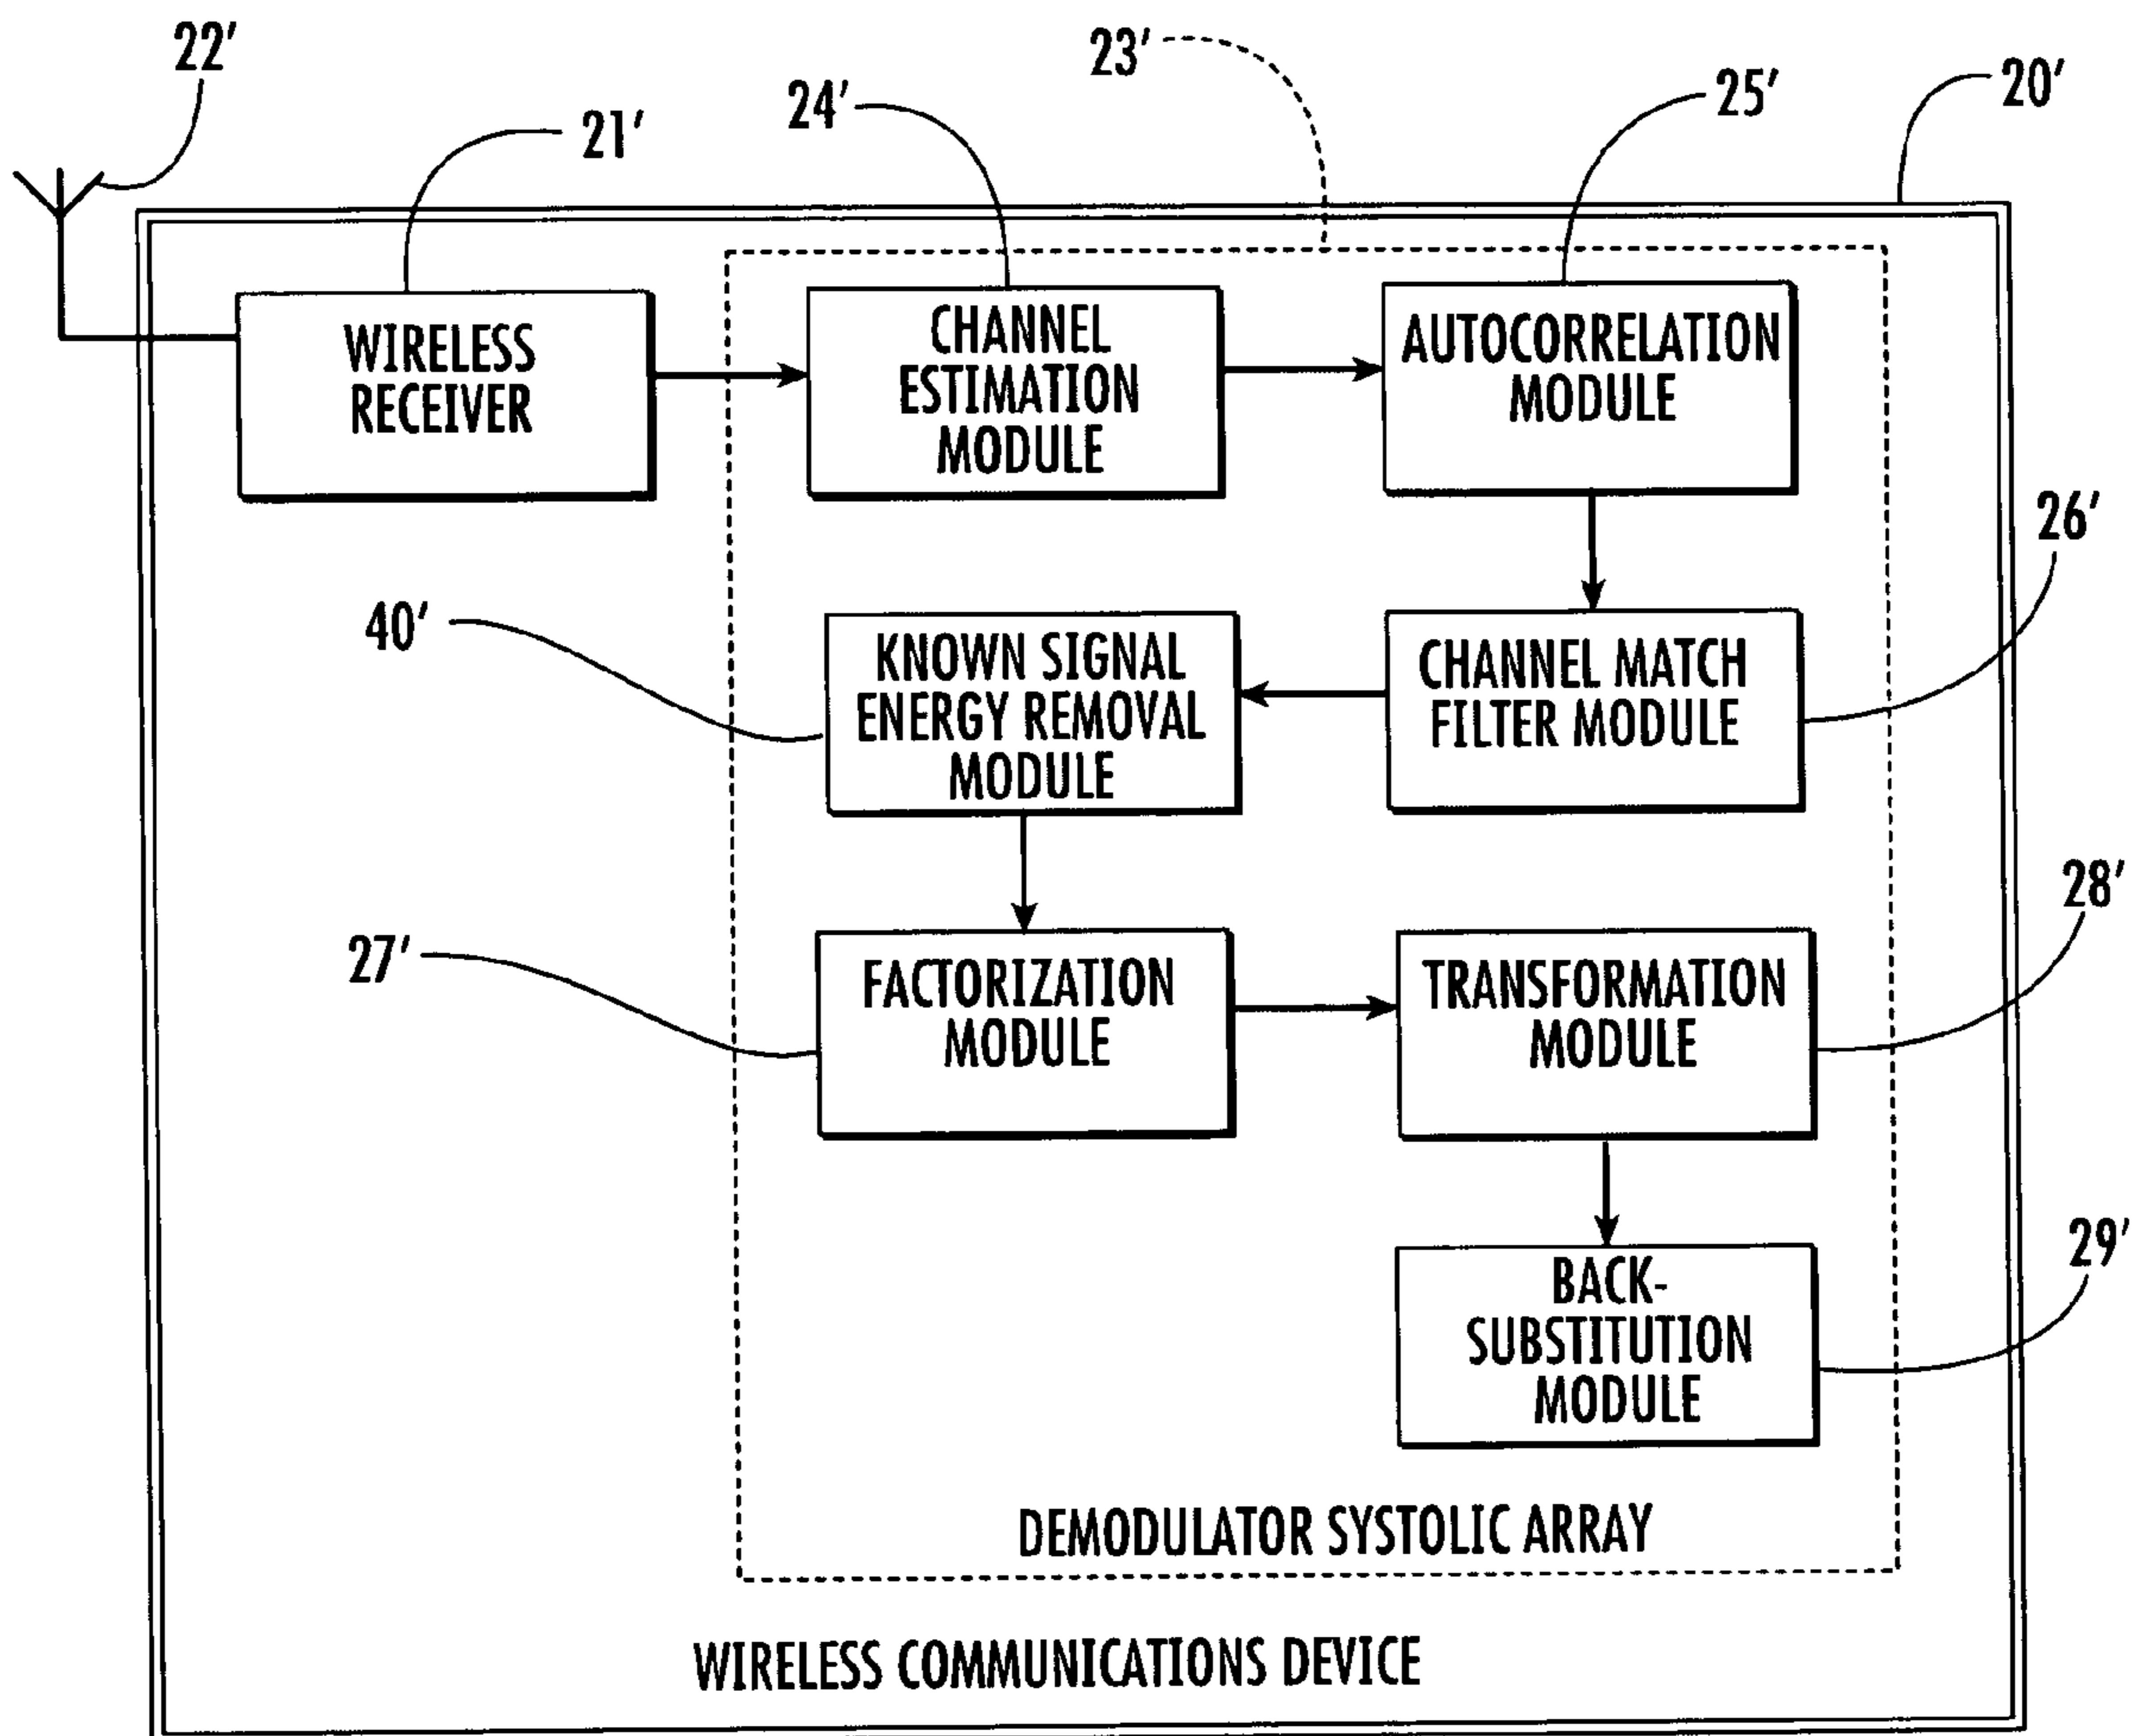 22'
23'
20'
24'
25'
21'
WIRELESS
RECEIVER
CHANNEL
ESTIMATION
MODULE
AUTOCORRELATION
MODULE
26'
40'
KNOWN SIGNAL
ENERGY REMOVAL
MODULE
CHANNEL MATCH
FILTER MODULE
28'
27'
FACTORIZATION
MODULE
TRANSFORMATION
MODULE
29'
BACK-
SUBSTITUTION
MODULE
DEMODULATOR SYSTOLIC ARRAY
WIRELESS COMMUNICATIONS DEVICE